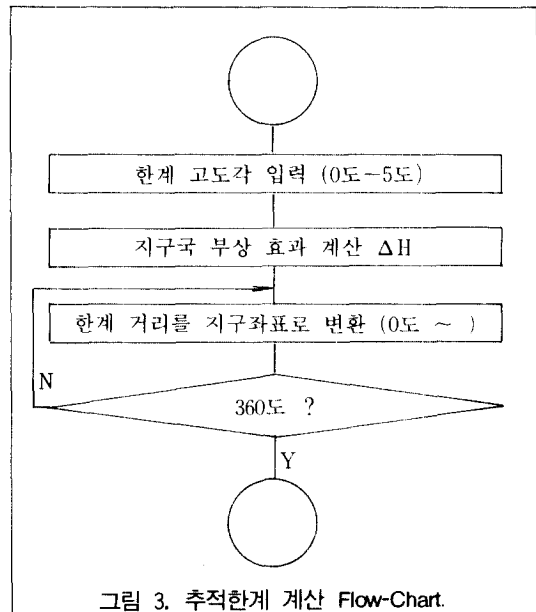 한계 고도각 입력 (0도-5도)
지구국 부상 효과 계산 ΔH
한계 거리를 지구좌표로 변환 (0도 ~ )
N
360도 ?
Y
그림 3. 추적한계 계산 Flow-Chart.